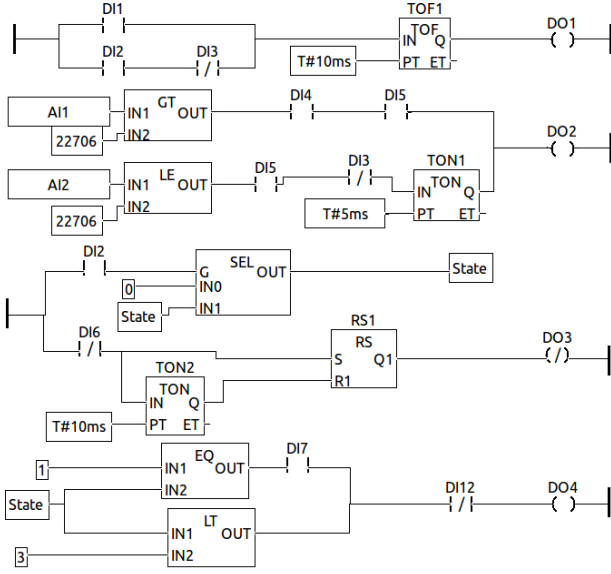 DI1 TOF1 DO1
DI2 DI3 TOF
IN Q
T#10ms PT ET
GT DI4 DI5
AI1 IN1 OUT DO2
22706 IN2
LE DI5 DI3 TON1
AI2 IN1 OUT IN TON Q
22706 IN2 T#5ms PT ET
DI2 SEL
G OUT State
0 IN0
State IN1 RS1
DI6 RS DO3
TON2 S Q1
TON R1
IN Q
T#10ms PT ET
EQ DI7
1 IN1 OUT
IN2 DI12 DO4
State LT
IN1 OUT
3 IN2